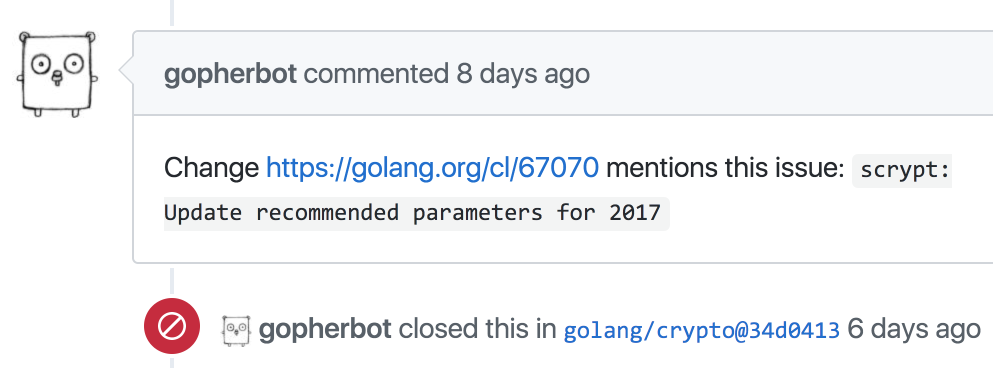 gopherbot commented 8 days ago
Change https://golang.org/cl/67070 mentions this issue: scrypt:
Update recommended parameters for 2017
gopherbot closed this in golang/crypto@34d0413 6 days ago